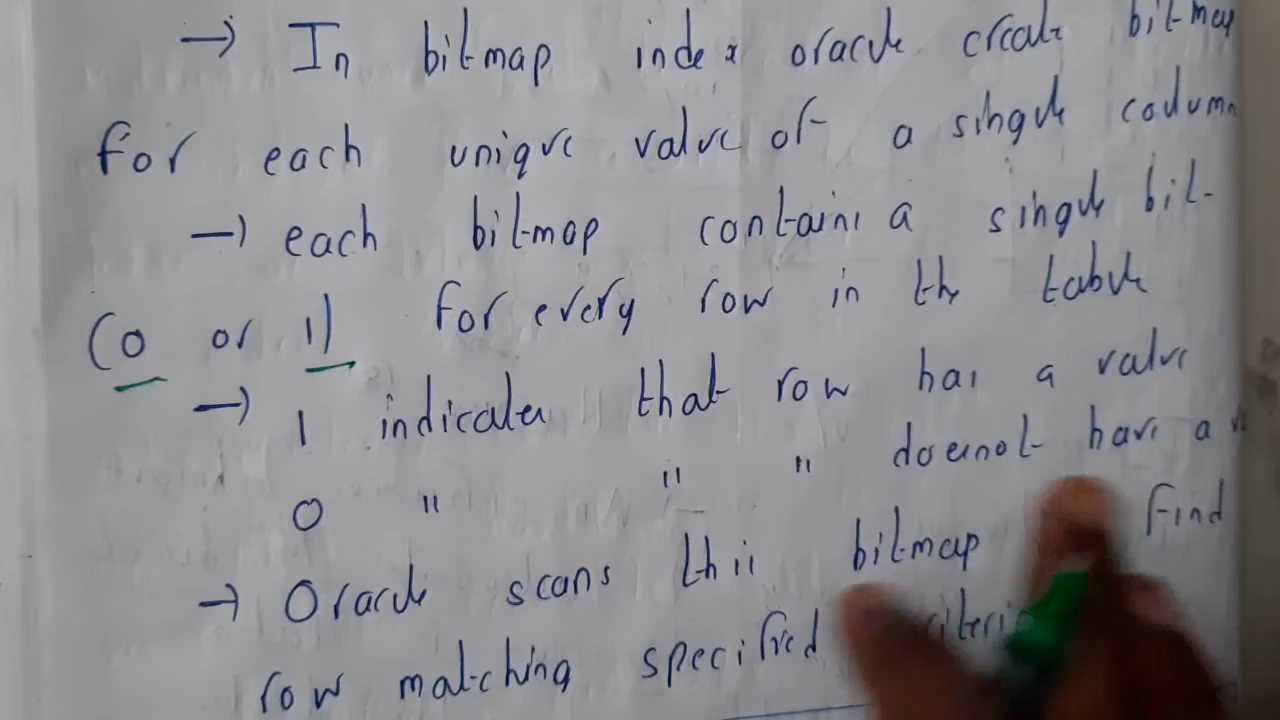 → In bitmap index oracle create bitmap
for each unique value of a single column
→ each bitmap contains a single bit
(0 or 1) for every row in the table
→ 1 indicates that row has a value
0 " " " doesnot have a
→ Oracle scans this bitmap find
row matching specified